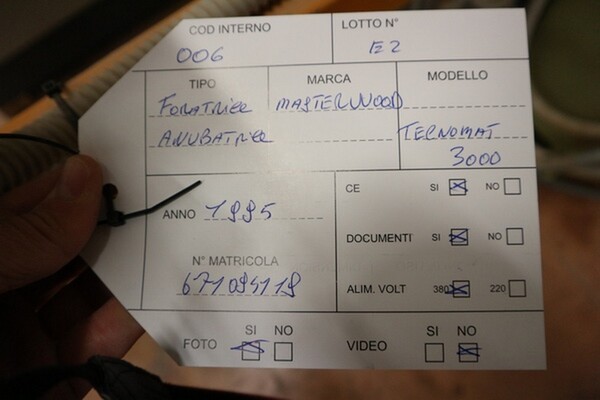 COD INTERNO LOTTO N°
006 E2
TIPO MARCA MODELLO
FORATRICE MASTERWOOD
ANUBATRICE TECNOMAT
3000
ANNO 1995
CE SI NO
DOCUMENTI SI NO
N° MATRICOLA
ALIM. VOLT 380 220
FOTO SI NO VIDEO SI NO